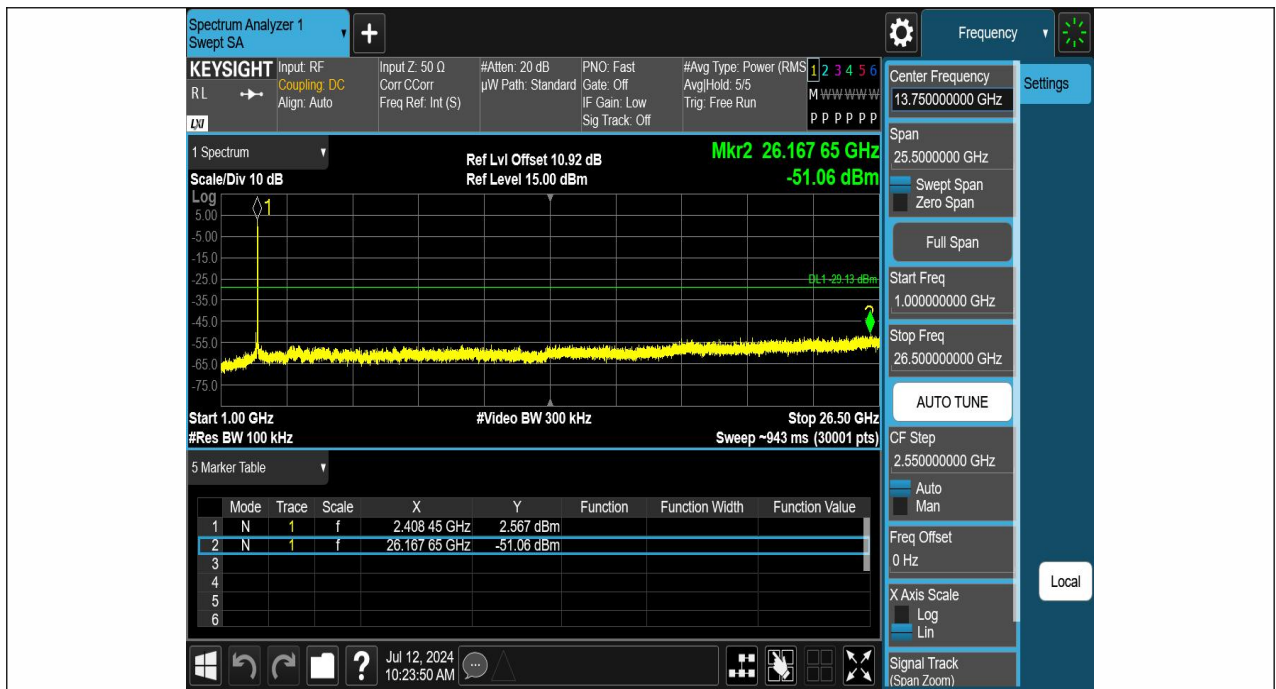 Spectrum Analyzer 1
Swept SA
+
Frequency
KEYSIGHT
RL
LXI
Input: RF
Coupling: DC
Align: Auto
Input Z: 50 Ω
Corr CCorr
Freq Ref: Int (S)
#Atten: 20 dB
µW Path: Standard
PNO: Fast
Gate: Off
IF Gain: Low
Sig Track: Off
#Avg Type: Power (RMS
Avg|Hold: 5/5
Trig: Free Run
1 2 3 4 5 6
M W W W W W
P P P P P P
1 Spectrum
Scale/Div 10 dB
Ref Lvl Offset 10.92 dB
Ref Level 15.00 dBm
Mkr2 26.167 65 GHz
-51.06 dBm
Log
1
5.00
-5.00
-15.0
-25.0
DL1 -29.13 dBm
-35.0
-45.0
2
-55.0
-65.0
-75.0
Start 1.00 GHz
#Video BW 300 kHz
Stop 26.50 GHz
#Res BW 100 kHz
Sweep ~943 ms (30001 pts)
5 Marker Table
Mode Trace Scale X Y Function Function Width Function Value
1 N 1 f 2.408 45 GHz 2.567 dBm
2 N 1 f 26.167 65 GHz -51.06 dBm
3
4
5
6
?
Jul 12, 2024
10:23:50 AM
Center Frequency
13.750000000 GHz
Settings
Span
25.5000000 GHz
Swept Span
Zero Span
Full Span
Start Freq
1.000000000 GHz
Stop Freq
26.500000000 GHz
AUTO TUNE
CF Step
2.550000000 GHz
Auto
Man
Freq Offset
0 Hz
Local
X Axis Scale
Log
Lin
Signal Track
(Span Zoom)